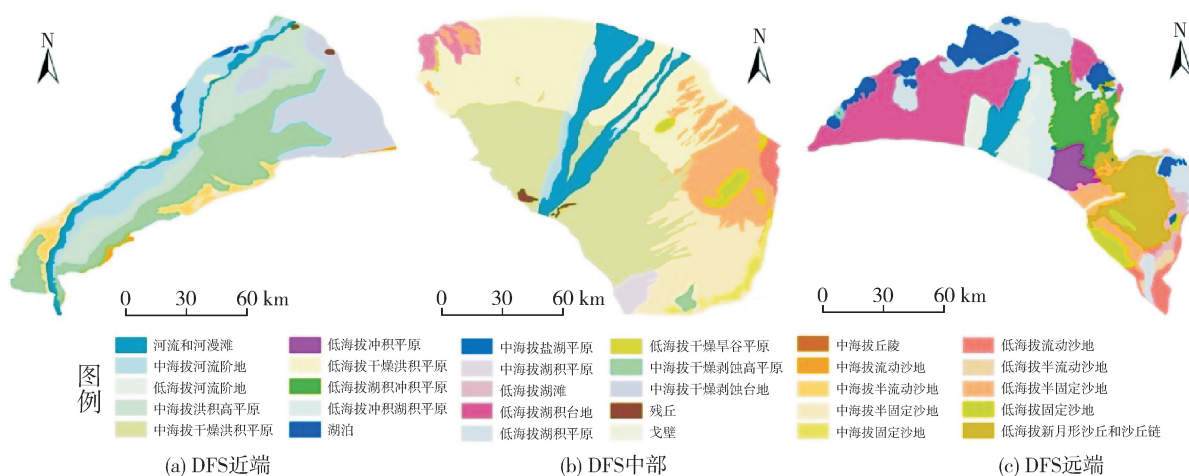 N
N
N
0 30 60 km
0 30 60 km
0 30 60 km
图例
河流和河漫滩
中海拔河流阶地
低海拔河流阶地
中海拔洪积高平原
中海拔干燥洪积平原
低海拔冲积平原
低海拔干燥洪积平原
低海拔湖积冲积平原
低海拔冲积湖积平原
湖泊
中海拔盐湖平原
中海拔湖积平原
低海拔湖滩
低海拔湖积台地
低海拔湖积平原
低海拔干燥旱谷平原
中海拔干燥剥蚀高平原
中海拔干燥剥蚀台地
残丘
戈壁
中海拔丘陵
中海拔流动沙地
中海拔半流动沙地
中海拔半固定沙地
中海拔固定沙地
低海拔流动沙地
低海拔半流动沙地
低海拔半固定沙地
低海拔固定沙地
低海拔新月形沙丘和沙丘链
(a) DFS近端
(b) DFS中部
(c) DFS远端